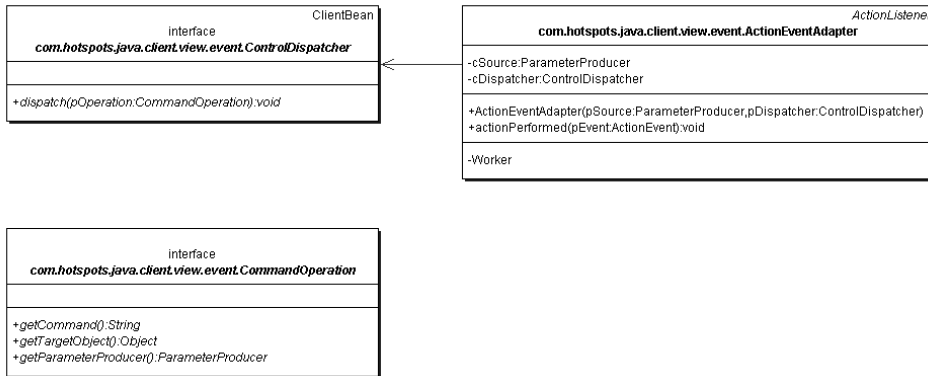 ClientBean
interface
com.hotspots.java.client.view.event.ControlDispatcher
+dispatch(pOperation:CommandOperation):void
ActionListener
com.hotspots.java.client.view.event.ActionEventAdapter
-cSource:ParameterProducer
-cDispatcher:ControlDispatcher
+ActionEventAdapter(pSource:ParameterProducer,pDispatcher:ControlDispatcher)
+actionPerformed(pEvent:ActionEvent):void
-Worker
interface
com.hotspots.java.client.view.event.CommandOperation
+getCommand():String
+getTargetObject():Object
+getParameterProducer():ParameterProducer